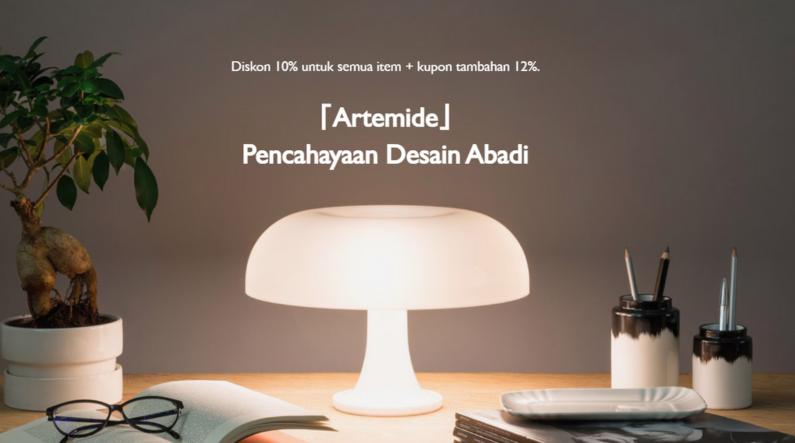 Diskon 10% untuk semua item + kupon tambahan 12%.
「Artemide」
Pencahayaan Desain Abadi